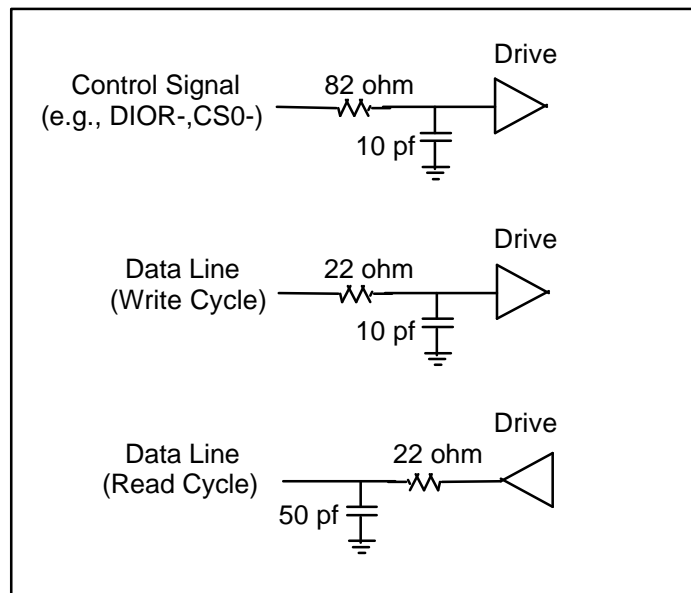 Drive
Control Signal
82 ohm
(e.g., DIOR-,CS0-)
10 pf
Drive
Data Line
22 ohm
(Write Cycle)
10 pf
Drive
Data Line
22 ohm
(Read Cycle)
50 pf